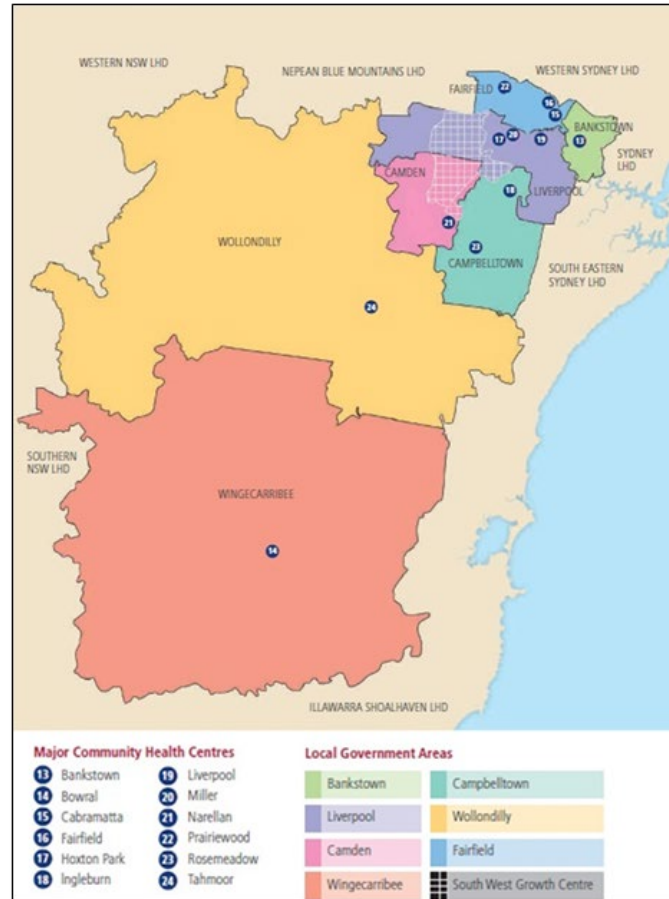 WESTERN NSW LHD
NEPEAN BLUE MOUNTAINS LHD
WESTERN SYDNEY LHD
FAIRFIELD
22
16
15
BANKSTOWN
13
17
20
19
SYDNEY
LHD
CAMDEN
18
LIVERPOOL
21
WOLLONDILLY
23
CAMPBELLTOWN
SOUTH EASTERN
SYDNEY LHD
24
SOUTHERN
NSW LHD
WINGECARRIBEE
14
ILLAWARRA SHOALHAVEN LHD
Major Community Health Centres
13 Bankstown
14 Bowral
15 Cabramatta
16 Fairfield
17 Hoxton Park
18 Ingleburn
19 Liverpool
20 Miller
21 Narellan
22 Prairiewood
23 Rosemeadow
24 Tahmoor
Local Government Areas
Bankstown
Liverpool
Camden
Wingecarribee
Campbelltown
Wollondilly
Fairfield
South West Growth Centre